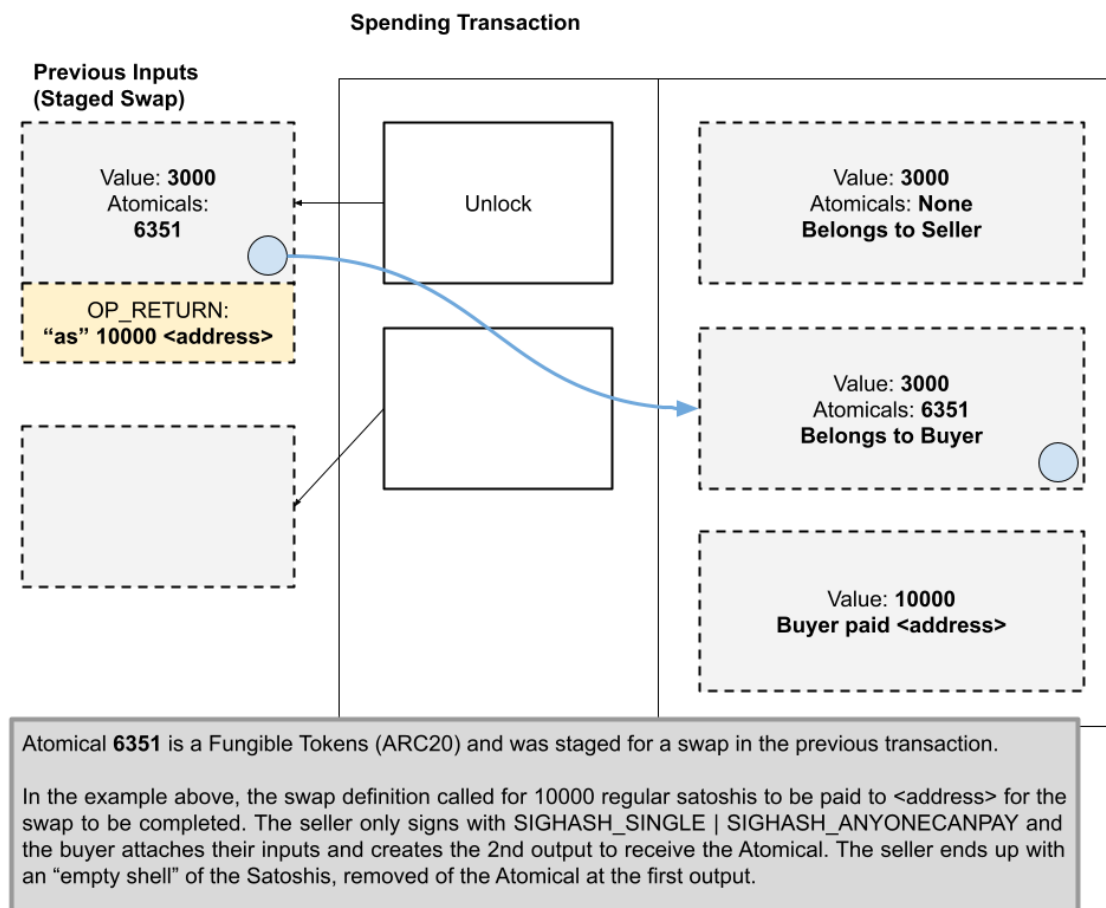 Spending Transaction
Previous Inputs
(Staged Swap)
Value: 3000
Atomicals:
6351
OP_RETURN:
“as” 10000 <address>
Unlock
Value: 3000
Atomicals: None
Belongs to Seller
Value: 3000
Atomicals: 6351
Belongs to Buyer
Value: 10000
Buyer paid <address>
Atomical 6351 is a Fungible Tokens (ARC20) and was staged for a swap in the previous transaction.
In the example above, the swap definition called for 10000 regular satoshis to be paid to <address> for the
swap to be completed. The seller only signs with SIGHASH_SINGLE | SIGHASH_ANYONECANPAY and
the buyer attaches their inputs and creates the 2nd output to receive the Atomical. The seller ends up with
an “empty shell” of the Satoshis, removed of the Atomical at the first output.